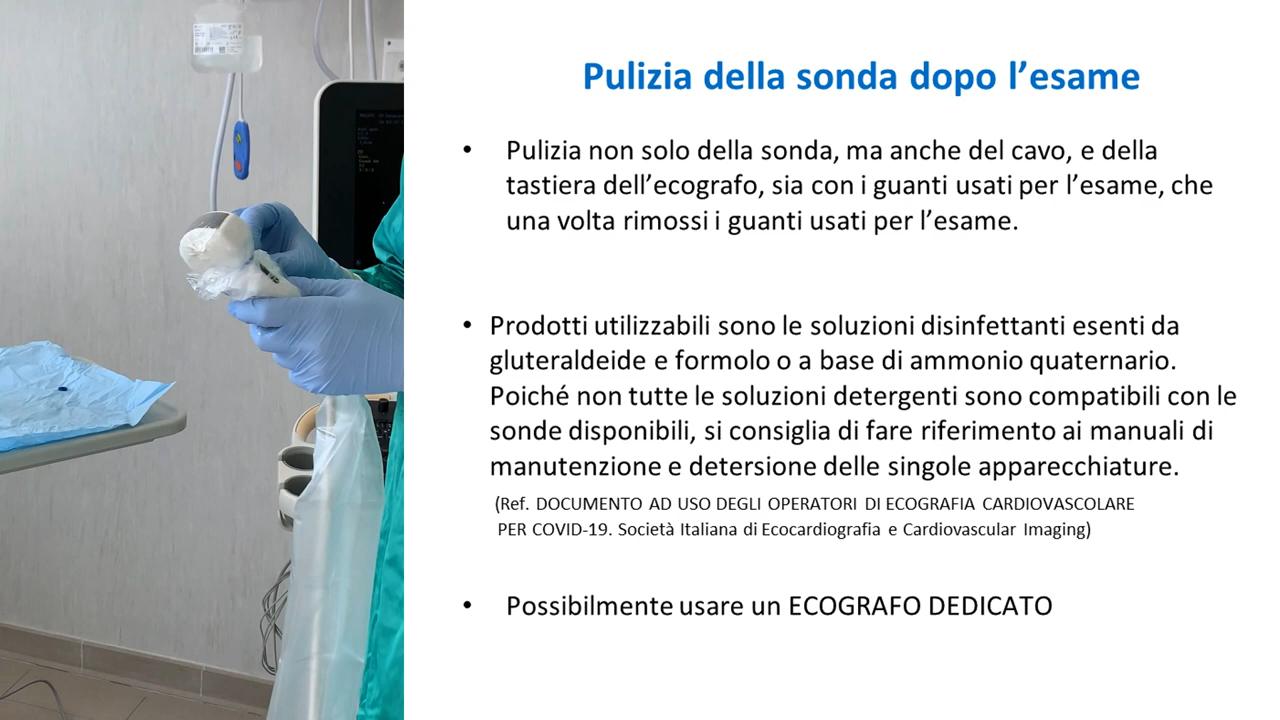 Pulizia della sonda dopo l’esame
• Pulizia non solo della sonda, ma anche del cavo, e della
tastiera dell’ecografo, sia con i guanti usati per l’esame, che
una volta rimossi i guanti usati per l’esame.
• Prodotti utilizzabili sono le soluzioni disinfettanti esenti da
gluteraldeide e formolo o a base di ammonio quaternario.
Poiché non tutte le soluzioni detergenti sono compatibili con le
sonde disponibili, si consiglia di fare riferimento ai manuali di
manutenzione e detersione delle singole apparecchiature.
(Ref. DOCUMENTO AD USO DEGLI OPERATORI DI ECOGRAFIA CARDIOVASCOLARE
PER COVID-19. Società Italiana di Ecocardiografia e Cardiovascular Imaging)
• Possibilmente usare un ECOGRAFO DEDICATO